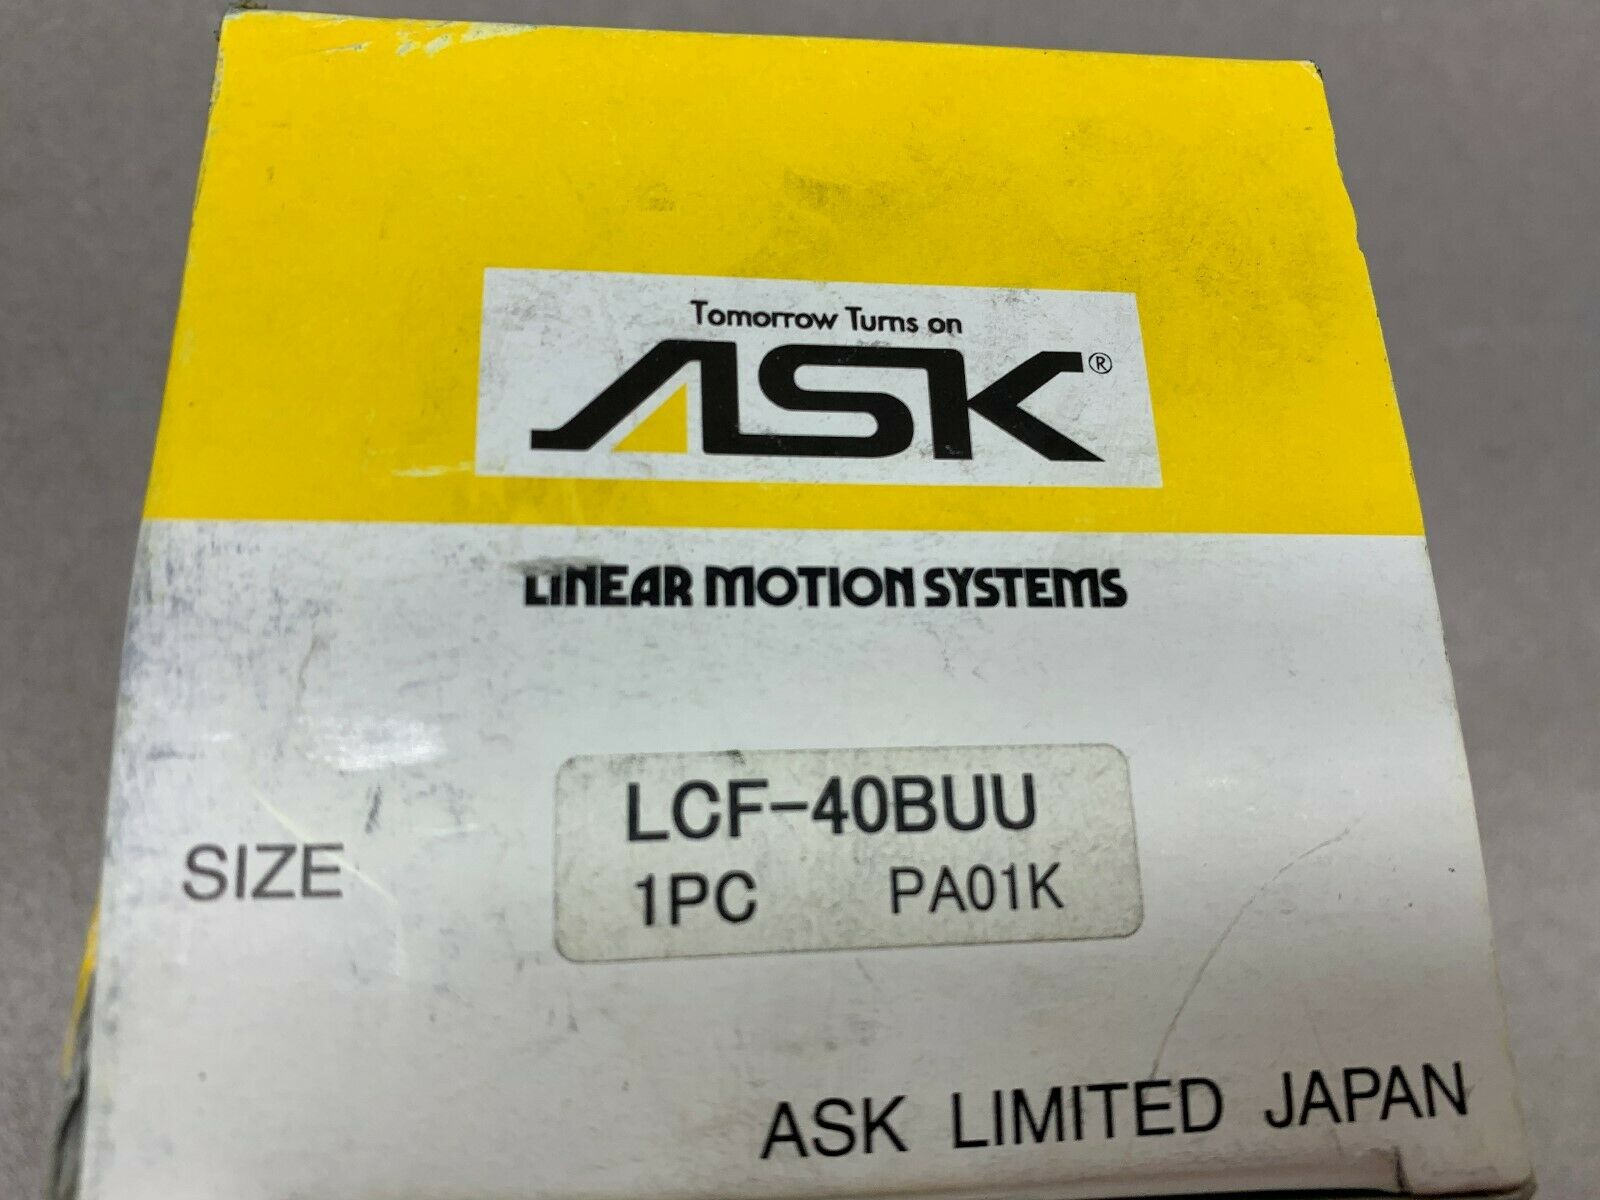 Tomorrow Turns on
ASK®
LINEAR MOTION SYSTEMS
SIZE
LCF-40BUU
1PC PA01K
ASK LIMITED JAPAN